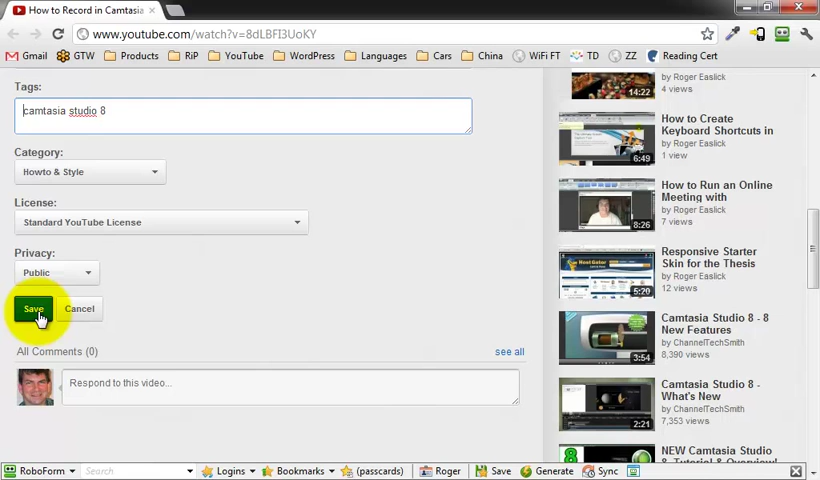 How to Record in Camtasia
www.youtube.com/watch?v=8dLBFI3UoKY
Gmail GTW Products RiP YouTube WordPress Languages Cars China WiFi FT TD ZZ Reading Cert
Tags:
camtasia studio 8
Category:
Howto & Style
License:
Standard YouTube License
Privacy:
Public
Save Cancel
All Comments (0) see all
Respond to this video...
by Roger Easlick
4 views
14:22
How to Create
Keyboard Shortcuts in
by Roger Easlick
1 view
6:49
How to Run an Online
Meeting with
by Roger Easlick
8:26
Responsive Starter
Skin for the Thesis
by Roger Easlick
12 views
5:20
Camtasia Studio 8 - 8
New Features
by ChannelTechSmith
8,390 views
3:54
Camtasia Studio 8 -
What's New
by ChannelTechSmith
7,353 views
2:21
NEW Camtasia Studio
8, Tutorial & Overview!
RoboForm Search Logins Bookmarks (passcards) Roger Save Generate Sync